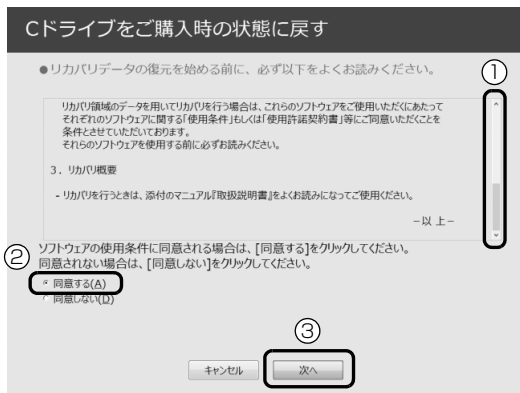 Cドライブをご購入時の状態に戻す
●リカバリデータの復元を始める前に、必ず以下をよくお読みください。
①
リカバリ領域のデータを用いてリカバリを行う場合は、これらのソフトウェアをご使用いただくにあたって
それぞれのソフトウェアに関する「使用条件」もしくは「使用許諾契約書」等にご同意いただくことを
条件とさせていただいております。
それらのソフトウェアを使用する前に必ずお読みください。
3．リカバリ概要
- リカバリを行うときは、添付のマニュアル『取扱説明書』をよくお読みになってご使用ください。
－以 上－
ソフトウェアの使用条件に同意される場合は、[同意する]をクリックしてください。
同意されない場合は、[同意しない]をクリックしてください。
②
同意する(A)
同意しない(D)
③
キャンセル
次へ